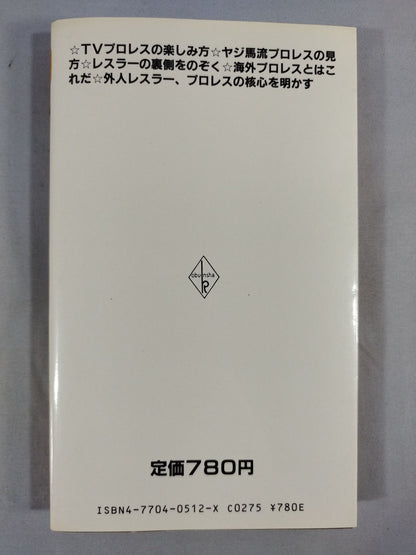 ☆TVプロレスの楽しみ方☆ヤジ馬流プロレスの見
方☆レスラーの裏側をのぞく☆海外プロレスとはこ
れだ☆外人レスラー、プロレスの核心を明かす
定価780円
ISBN4-7704-0512-X C0275 ¥780E